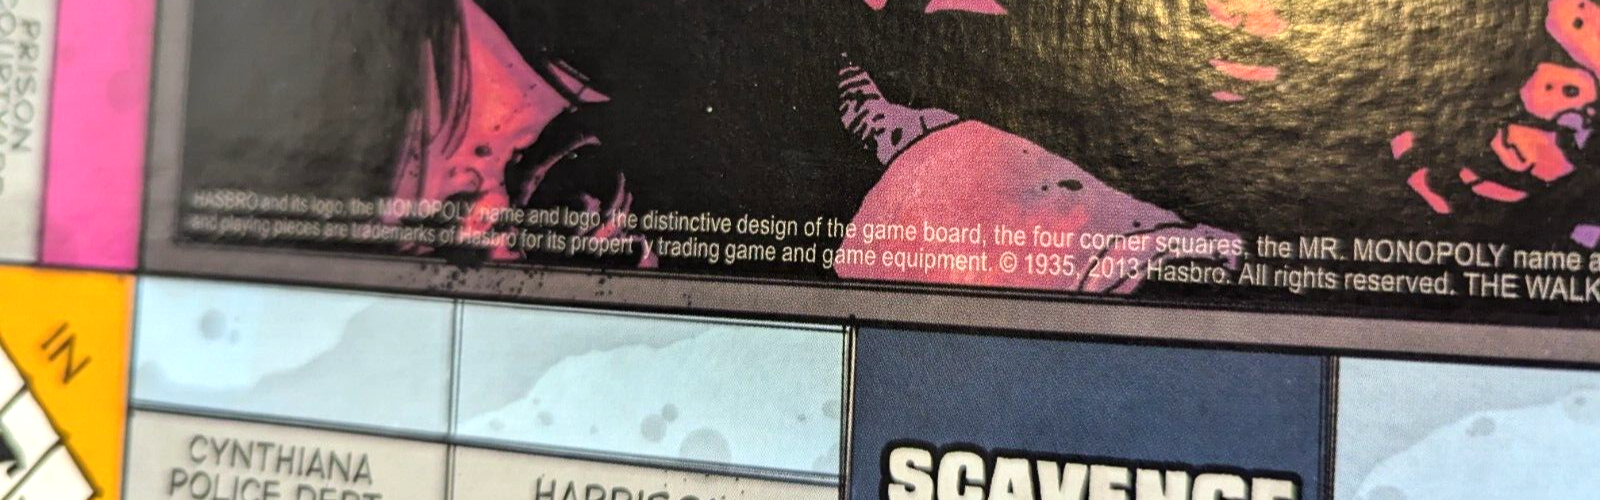 PRISON
HASBRO and its logo, the MONOPOLY name and logo, the distinctive design of the game board, the four corner squares, the MR. MONOPOLY name
and playing pieces are trademarks of Hasbro for its propert y trading game and game equipment. © 1935, 2013 Hasbro. All rights reserved. THE WALK
IN
CYNTHIANA
POLICE DEPT
SCAVENGE